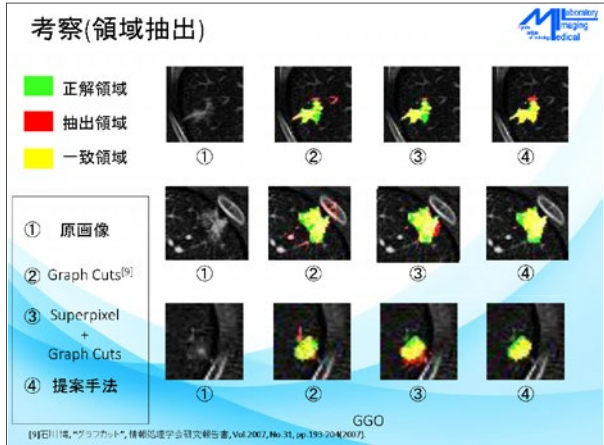 考察(領域抽出)
Laboratory
Imaging
Medical
正解領域
抽出領域
一致領域
① ② ③ ④
① 原画像
① ② ③ ④
② Graph Cuts[9]
③ Superpixel
+
Graph Cuts
④ 提案手法
① ② ③ ④
GGO
[9]石川博, "グラフカット", 情報処理学会研究報告書, Vol.2007, No.31, pp.193-204(2007).